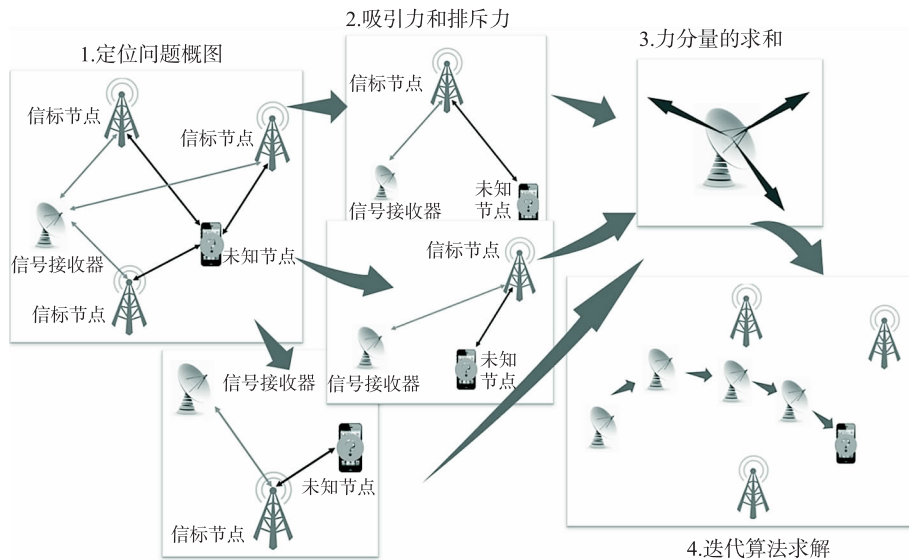 1.定位问题概图
信标节点
信标节点
信号接收器
未知节点
信标节点
2.吸引力和排斥力
信标节点
信号接收器
未知
节点
信标节点
信号接收器
未知
节点
信号接收器
未知节点
信标节点
3.力分量的求和
4.迭代算法求解